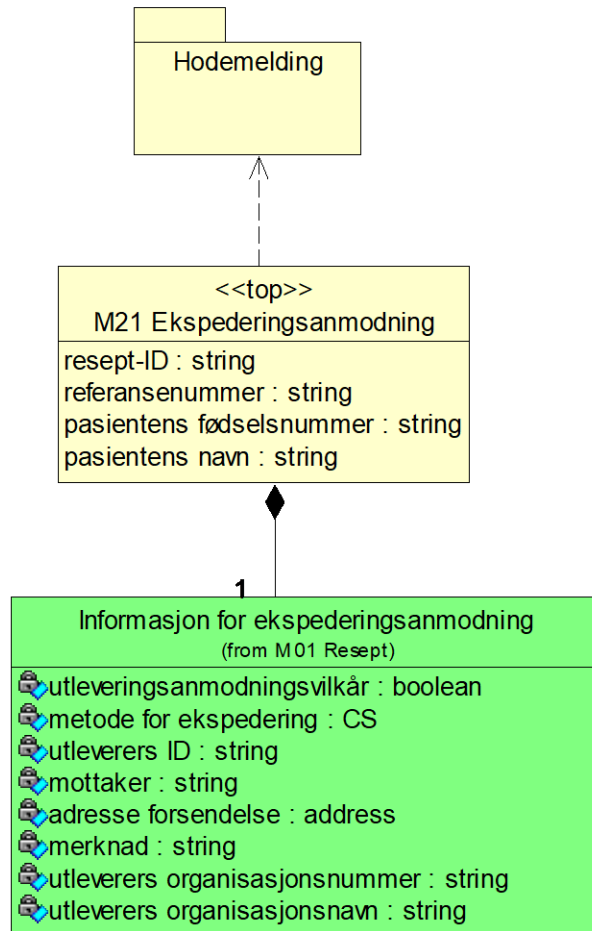 Hodemelding
<<top>>
M21 Ekspederingsanmodning
resept-ID : string
referansenummer : string
pasientens fødselsnummer : string
pasientens navn : string
1
Informasjon for ekspederingsanmodning
(from M01 Resept)
utleveringsanmodningsvilkår : boolean
metode for ekspedering : CS
utleverers ID : string
mottaker : string
adresse forsendelse : address
merknad : string
utleverers organisasjonsnummer : string
utleverers organisasjonsnavn : string